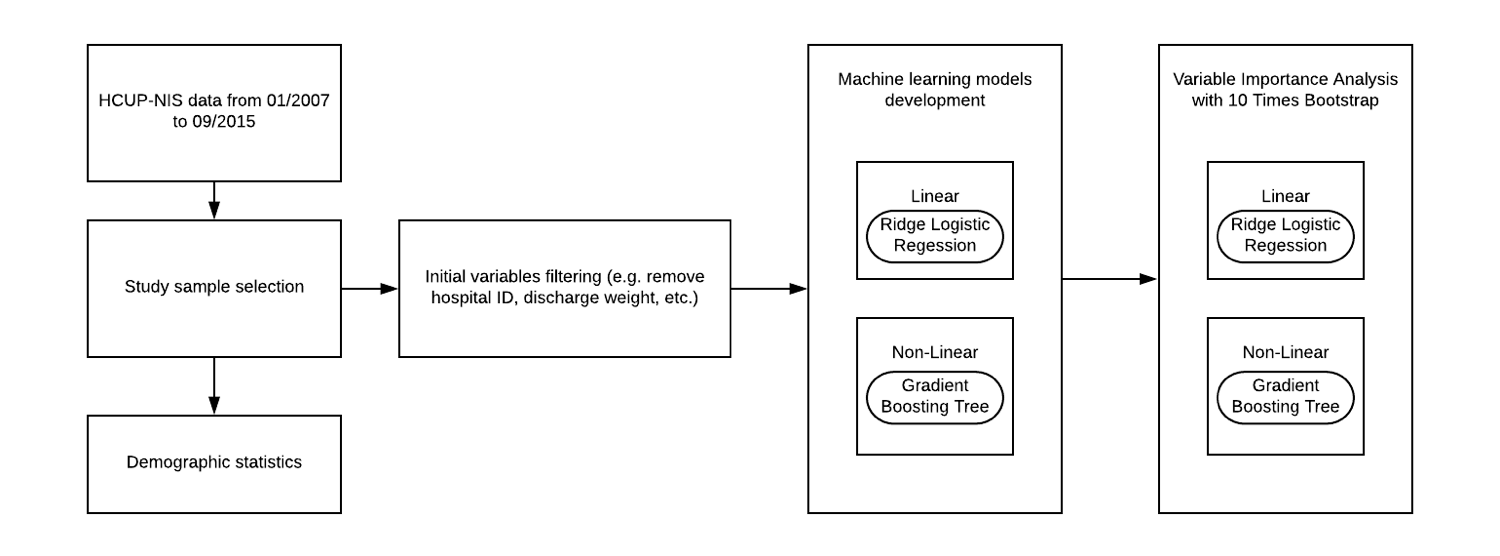 HCUP-NIS data from 01/2007
to 09/2015
Study sample selection
Demographic statistics
Initial variables filtering (e.g. remove
hospital ID, discharge weight, etc.)
Machine learning models
development
Linear
Ridge Logistic
Regression
Non-Linear
Gradient
Boosting Tree
Variable Importance Analysis
with 10 Times Bootstrap
Linear
Ridge Logistic
Regression
Non-Linear
Gradient
Boosting Tree